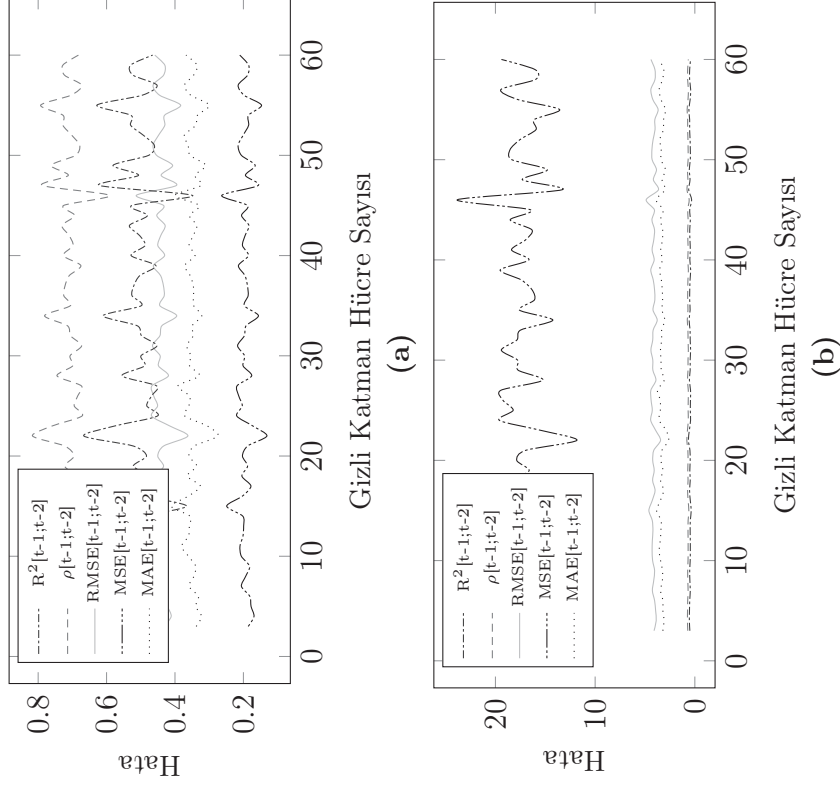 R²[t-1;t-2]
ρ[t-1;t-2]
RMSE[t-1;t-2]
MSE[t-1;t-2]
MAE[t-1;t-2]
Hata
0.8
0.6
0.4
0.2
0
10
20
30
40
50
60
Gizli Katman Hücre Sayısı
(a)
R²[t-1;t-2]
ρ[t-1;t-2]
RMSE[t-1;t-2]
MSE[t-1;t-2]
MAE[t-1;t-2]
Hata
20
10
0
0
10
20
30
40
50
60
Gizli Katman Hücre Sayısı
(b)